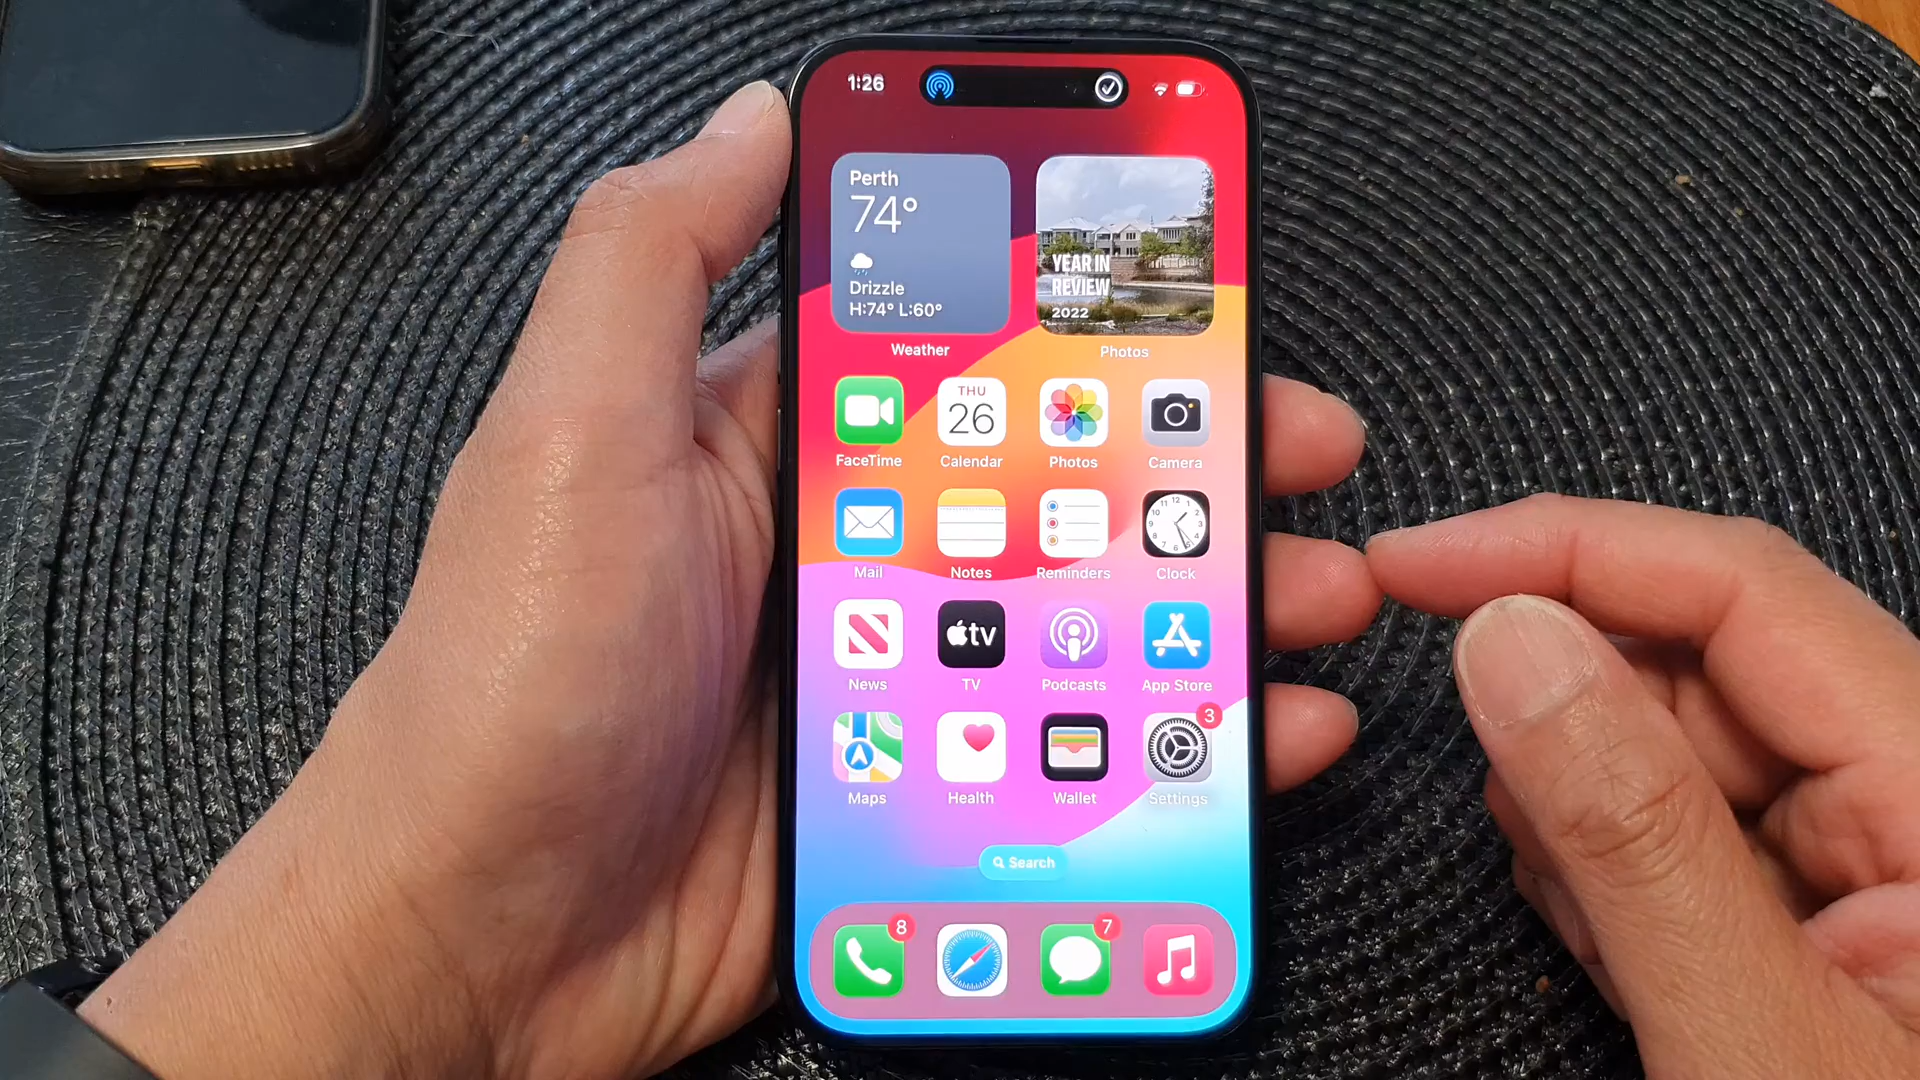 1:26
Perth
74°
Drizzle
H:74° L:60°
Weather
YEAR IN
REVIEW
2022
Photos
FaceTime
THU
26
Calendar
Photos
Camera
Mail
Notes
Reminders
Clock
News
tv
TV
Podcasts
App Store
Maps
Health
Wallet
3
Settings
Search
8
7